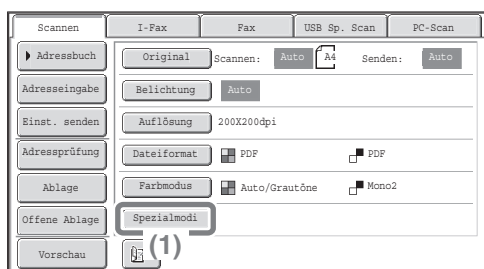 Scannen I-Fax Fax USB Sp. Scan PC-Scan
Adressbuch Original Scannen: Auto A4 Senden: Auto
Adresseingabe Belichtung Auto
Einst. senden Auflösung 200X200dpi
Adressprüfung Dateiformat PDF PDF
Ablage Farbmodus Auto/Grautöne Mono2
Offene Ablage Spezialmodi
Vorschau (1)